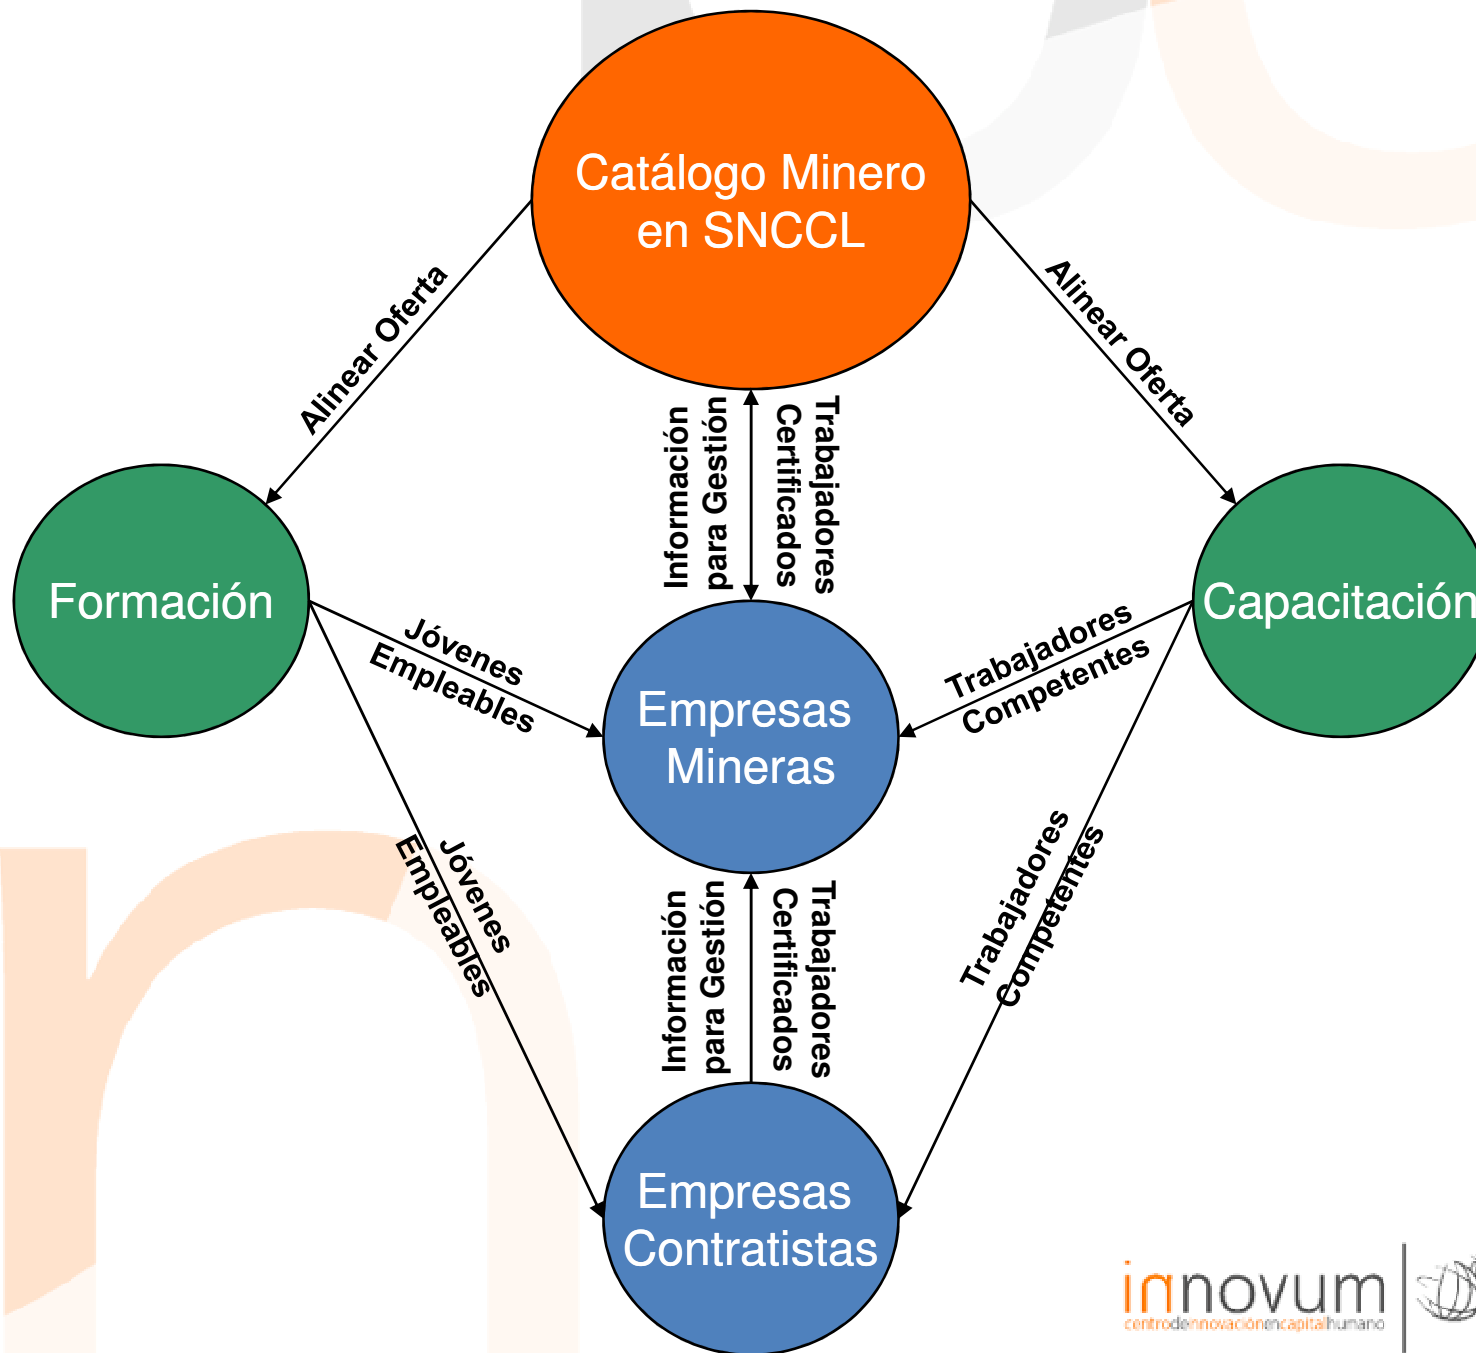 Catálogo Minero
en SNCCL
Alinear Oferta
Alinear Oferta
Información
para Gestión
Trabajadores
Certificados
Formación
Capacitación
Jóvenes
Empleables
Trabajadores
Competentes
Empresas
Mineras
Jóvenes
Empleables
Información
para Gestión
Trabajadores
Certificados
Trabajadores
Competentes
Empresas
Contratistas
innovum
centrodeinnovaciónencapitalhumano